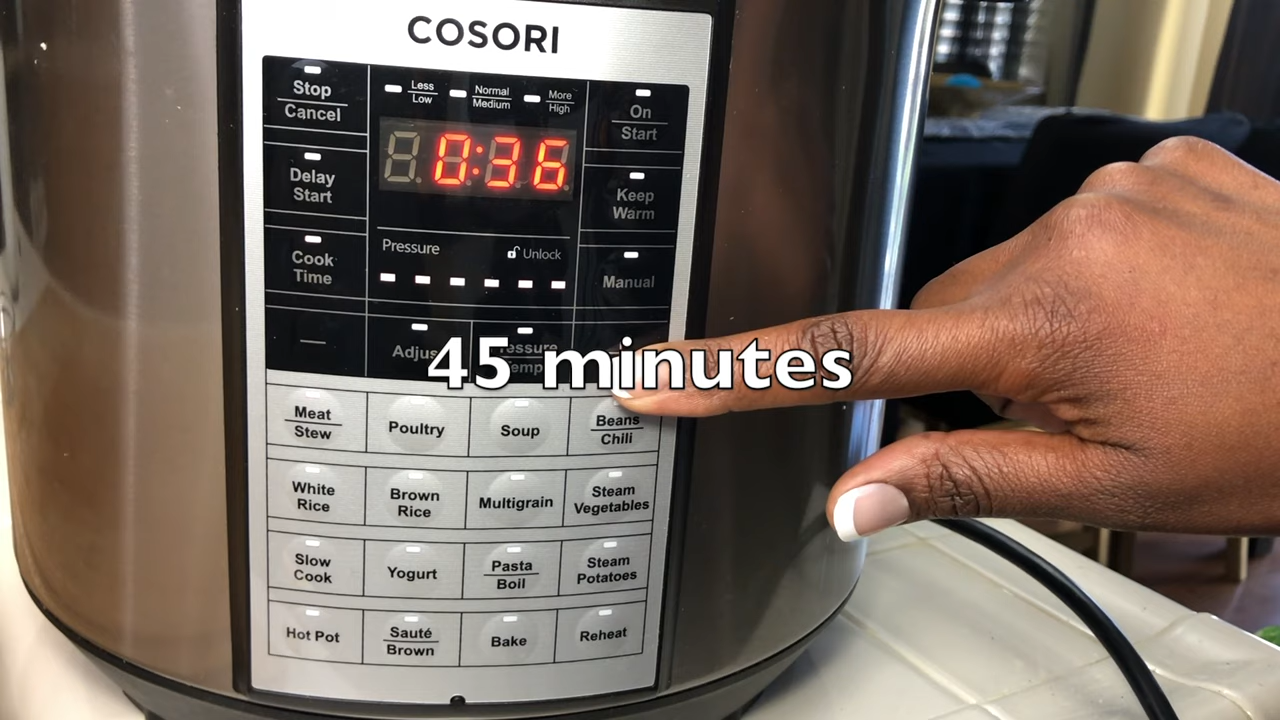 COSORI
Stop
Cancel
Less
Low
Normal
Medium
More
High
On
Start
0:36
Delay
Start
Keep
Warm
Cook
Time
Pressure
Unlock
Manual
—
45 minutes
Meat
Stew
Poultry
Soup
Beans
Chili
White
Rice
Brown
Rice
Multigrain
Steam
Vegetables
Slow
Cook
Yogurt
Pasta
Boil
Steam
Potatoes
Hot Pot
Sauté
Brown
Bake
Reheat